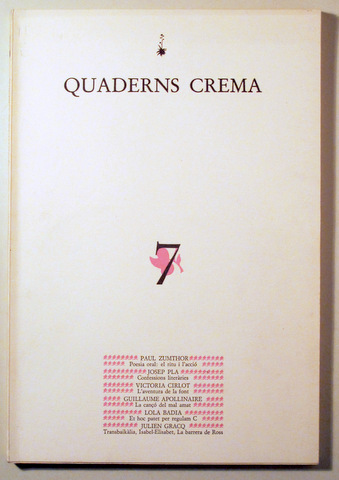 QUADERNS CREMA
7
PAUL ZUMTHOR
Poesia oral: el ritu i l'acció
JOSEP PLA
Confessions literàries
VICTORIA CIRLOT
L'aventura de la font
GUILLAUME APOLLINAIRE
La cançó del mal amat
LOLA BADIA
Et hoc patet per regulam C
JULIEN GRACQ
Transbaikàlia, Isabel-Elisabet, La barrera de Ross